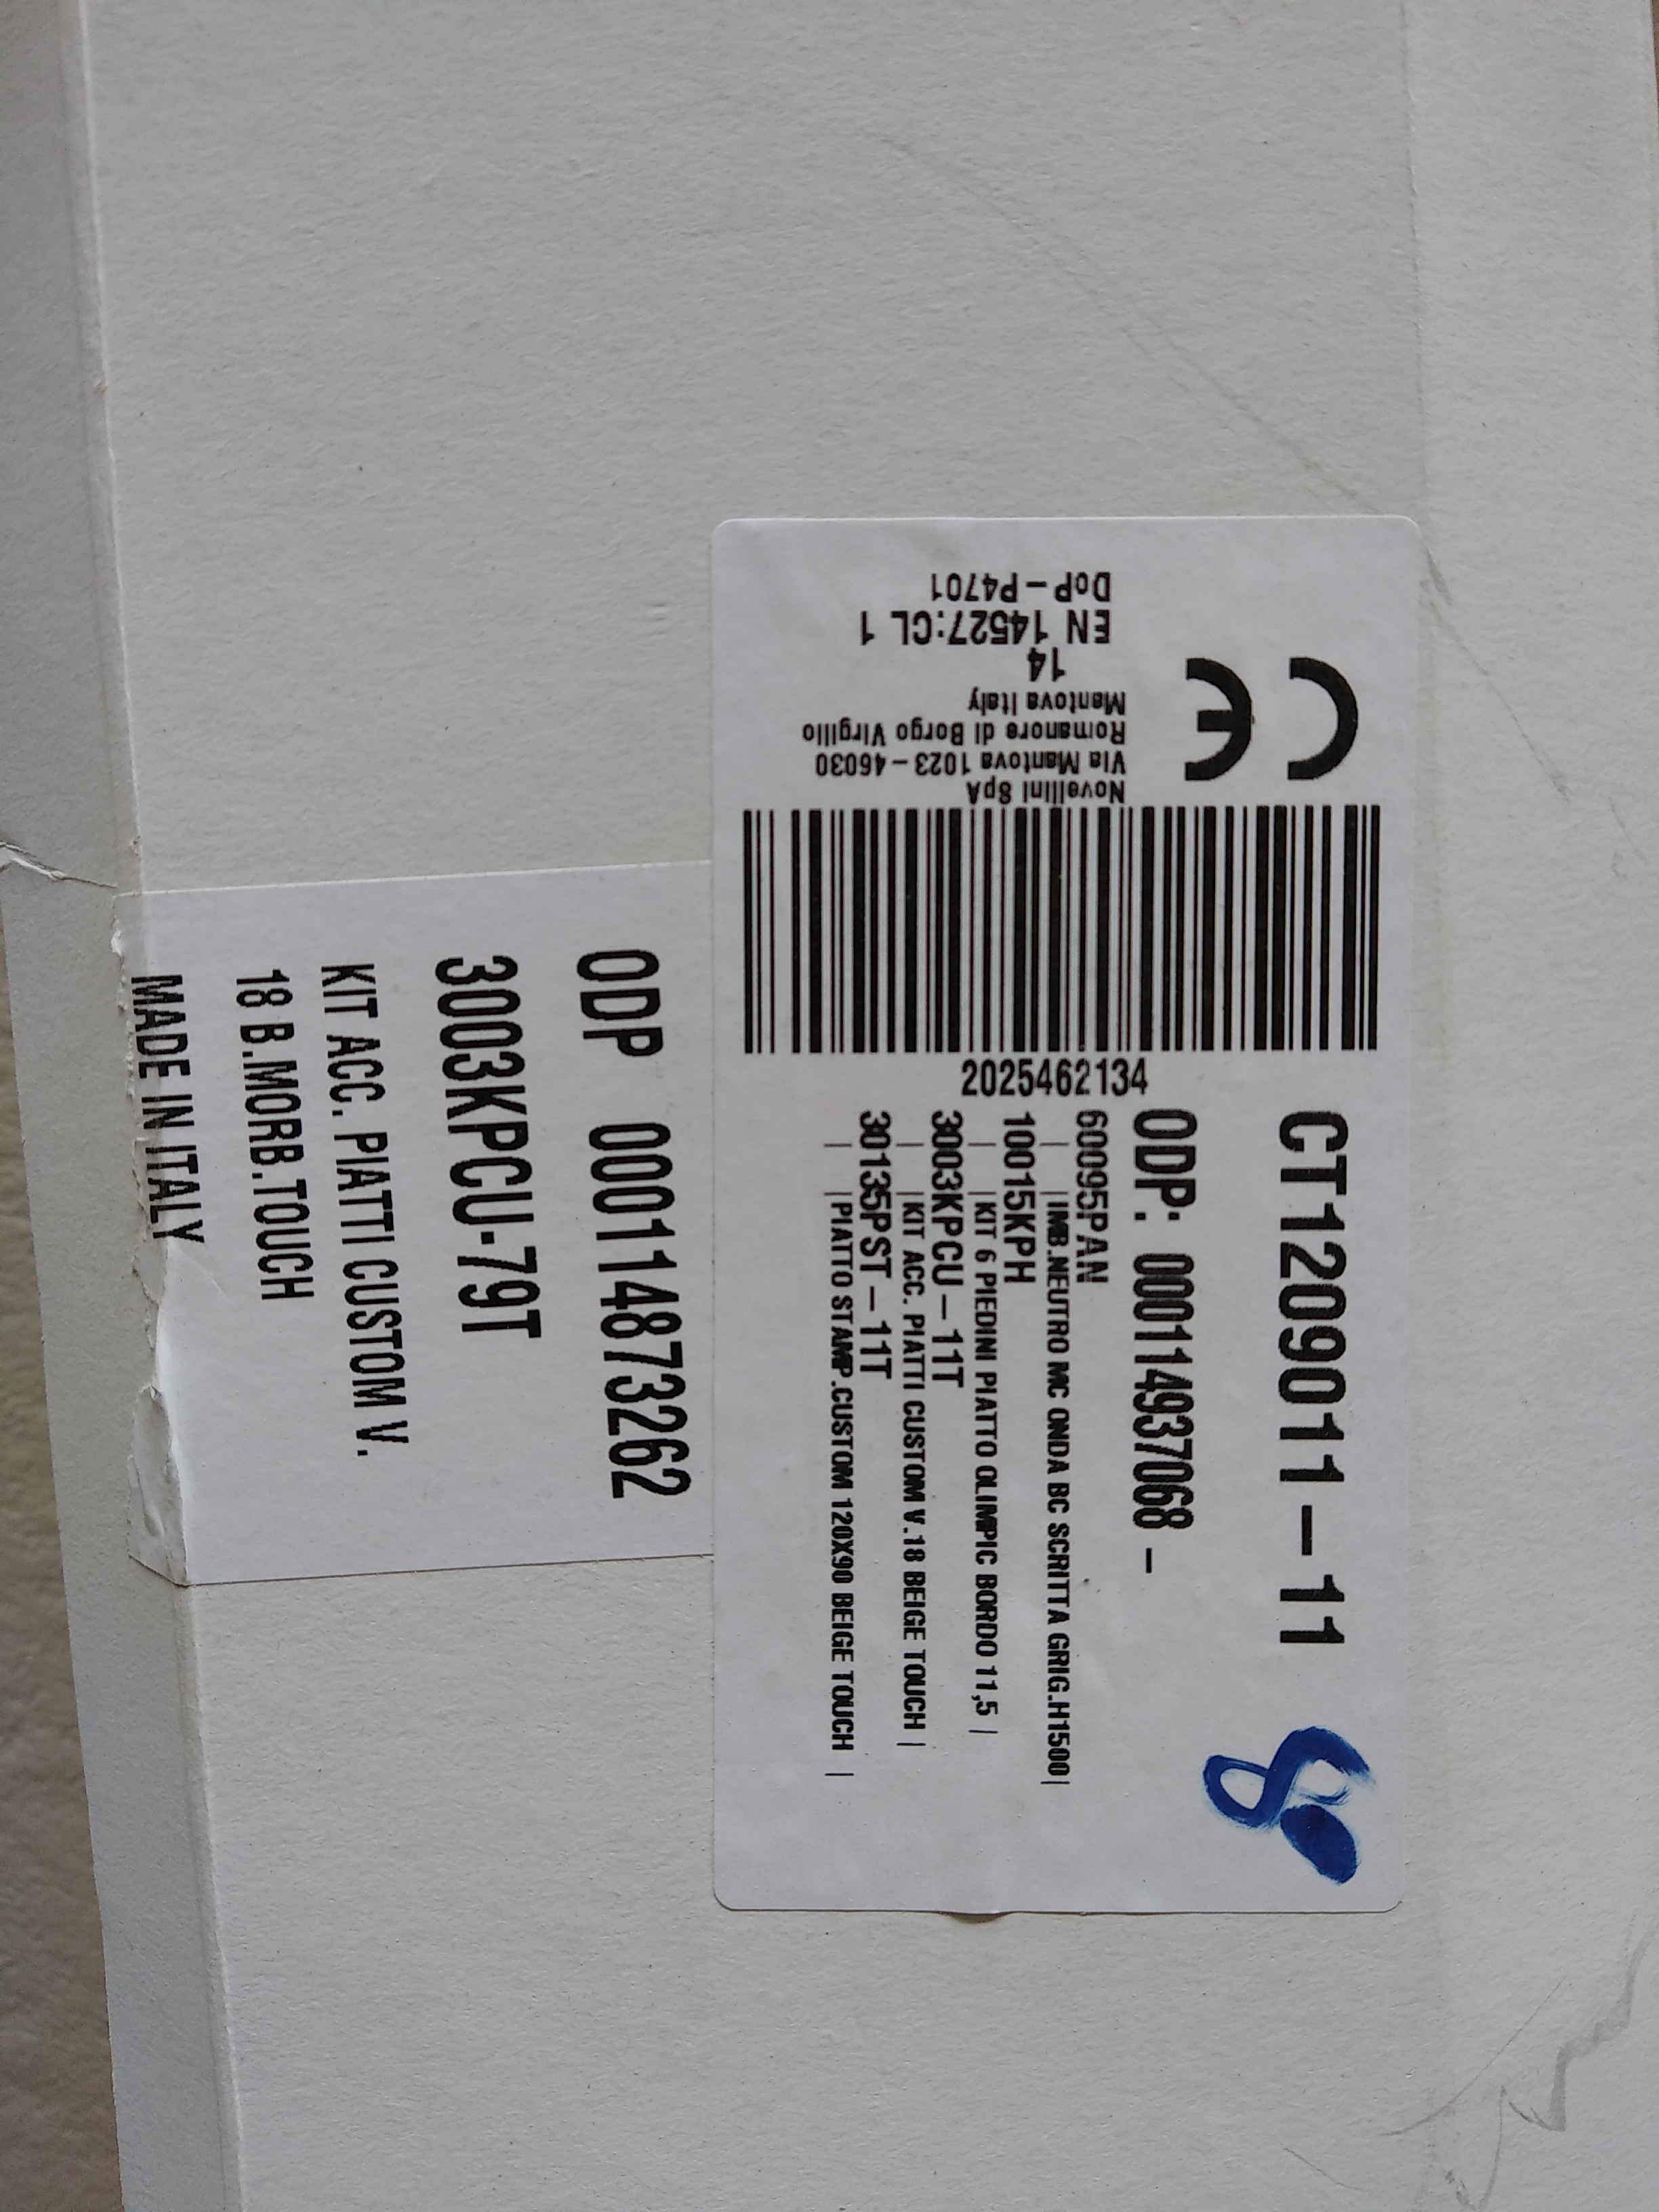 CT1209011-11
8
ODP: 000114937068 -
60095PAN
| |IMB.NEUTRO MC ONDA BC SCRITTA GRIG.H1500|
10015KPH
| |KIT 6 PIEDINI PIATTO OLIMPIC BORDO 11,5 |
3003KPCU-11T
| |KIT ACC. PIATTI CUSTOM V.18 BEIGE TOUCH |
30135PST-11T
| |PIATTO STAMP.CUSTOM 120X90 BEIGE TOUCH |
2025462134
CE
Novellini SpA
Via Mantova 1023-46030
Romanore di Borgo Virgilio
Mantova Italy
14
EN 14527:CL 1
DoP-P4701
ODP 000114873262
3003KPCU-79T
KIT ACC. PIATTI CUSTOM V.
18 B.MORB.TOUCH
MADE IN ITALY